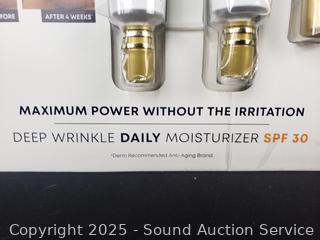 AFTER 4 WEEKS*
MAXIMUM POWER WITHOUT THE IRRITATION
DEEP WRINKLE DAILY MOISTURIZER SPF 30
*Derm Recommended Anti-Aging Brand
Copyright 2025 - Sound Auction Service